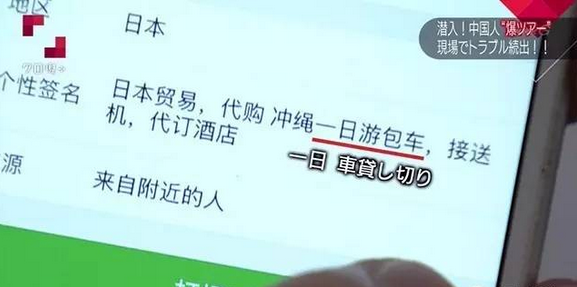 潜入！中国人“爆ツアー”
現場でトラブル続出！！
地区
日本
个性签名
日本贸易，代购 冲绳一日游包车，接送
机，代订酒店
一日 車貸し切り
源
来自附近的人